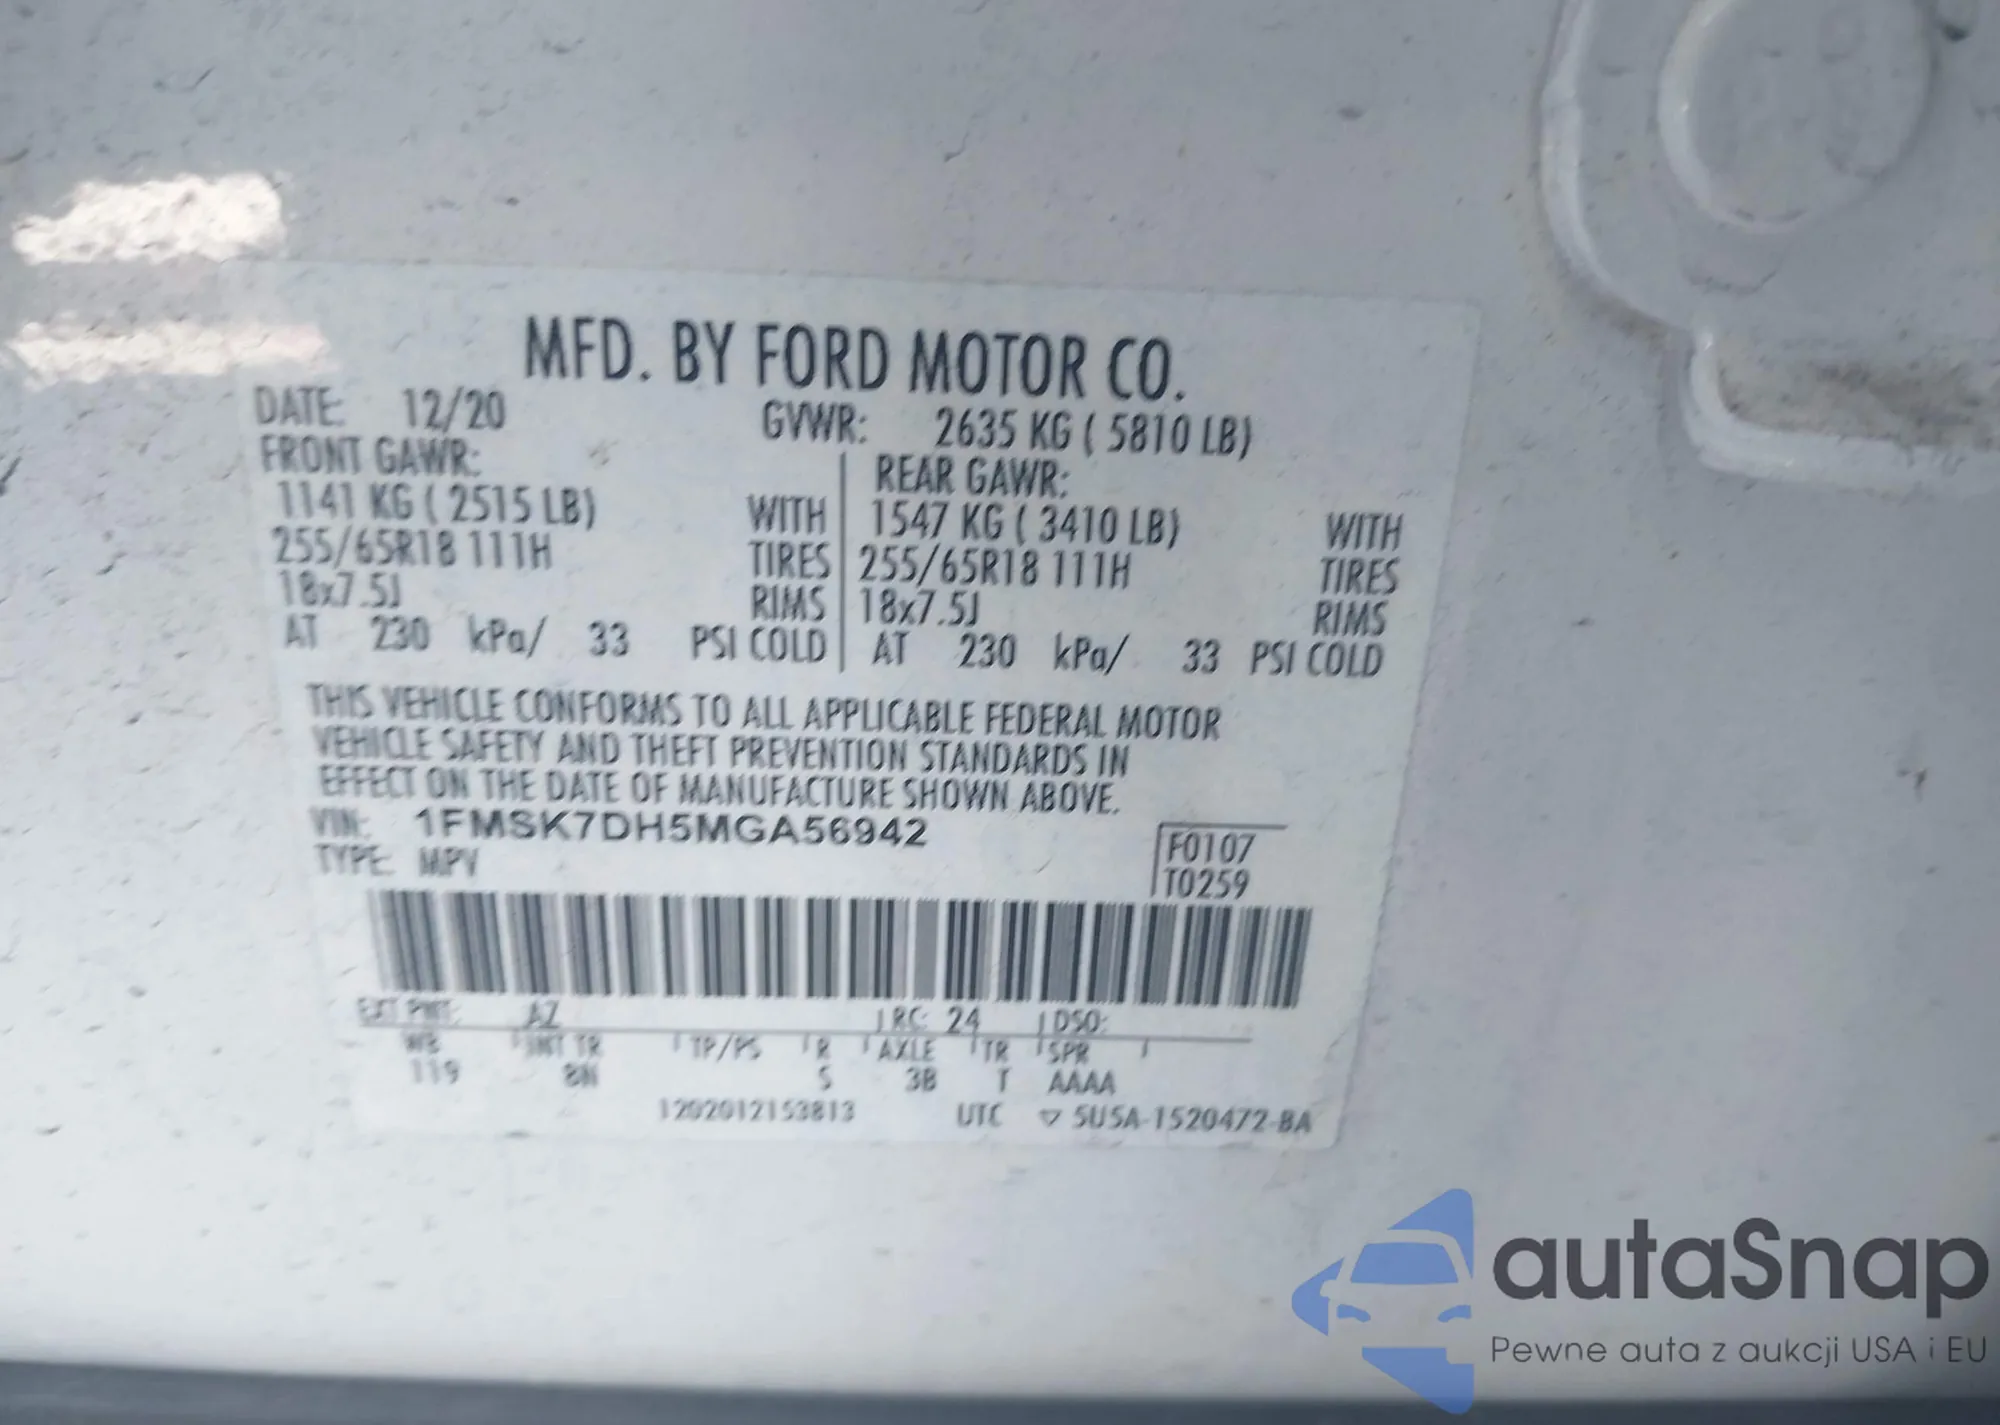 MFD. BY FORD MOTOR CO.
DATE: 12/20 GVWR: 2635 KG ( 5810 LB)
FRONT GAWR: REAR GAWR:
1141 KG ( 2515 LB) WITH 1547 KG ( 3410 LB) WITH
255/65R18 111H TIRES 255/65R18 111H TIRES
18x7.5J RIMS 18x7.5J RIMS
AT 230 kPa/ 33 PSI COLD AT 230 kPa/ 33 PSI COLD
THIS VEHICLE CONFORMS TO ALL APPLICABLE FEDERAL MOTOR
VEHICLE SAFETY AND THEFT PREVENTION STANDARDS IN
EFFECT ON THE DATE OF MANUFACTURE SHOWN ABOVE.
VIN: 1FMSK7DH5MGA56942
TYPE: MPV
F0107
T0259
EXT PNT: AZ RC: 24 DSO:
WB INT TR TP/PS R AXLE TR SPR
119 8N S 3B T AAAA
1202012153813 UTC ▽ 5U5A-1520472-BA
autaSnap
Pewne auta z aukcji USA i EU